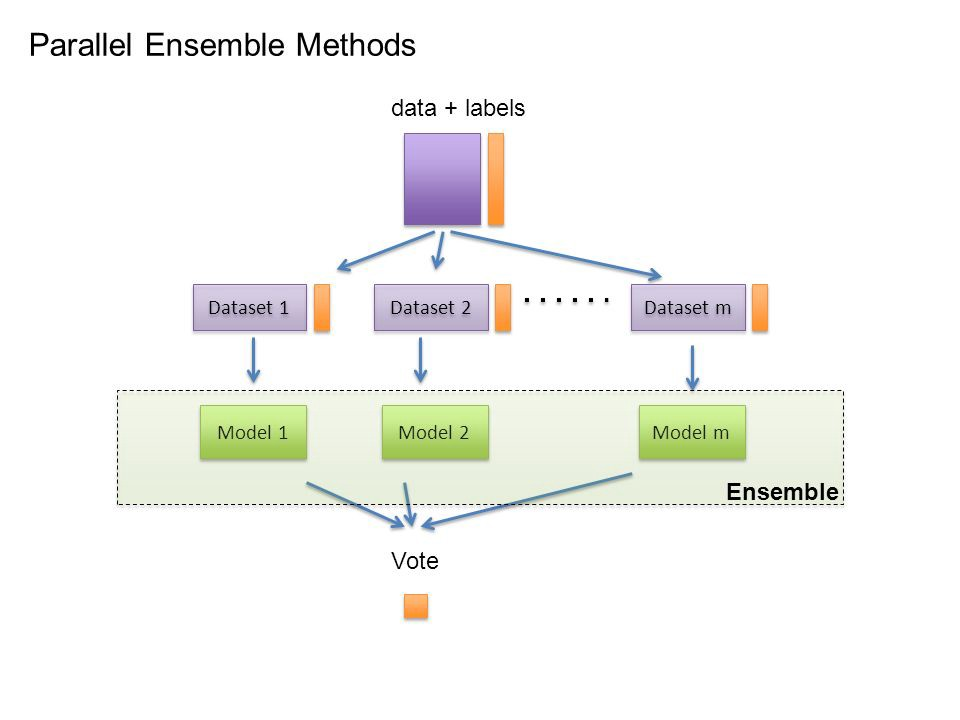 Parallel Ensemble Methods
data + labels
Dataset 1
Dataset 2
. . . . . .
Dataset m
Model 1
Model 2
Model m
Ensemble
Vote